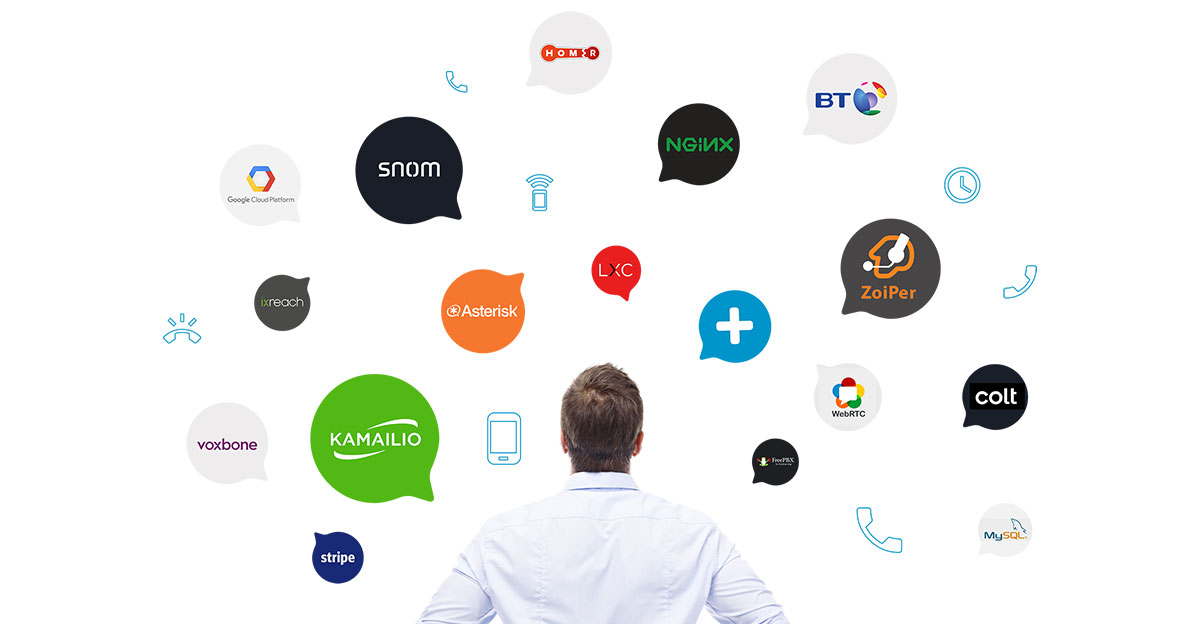 HOMER
BT
NGINX
snom
Google Cloud Platform
ZoiPer
LXC
ixreach
Asterisk
WebRTC
colt
KAMAILIO
voxbone
FreePBX
stripe
MySQL